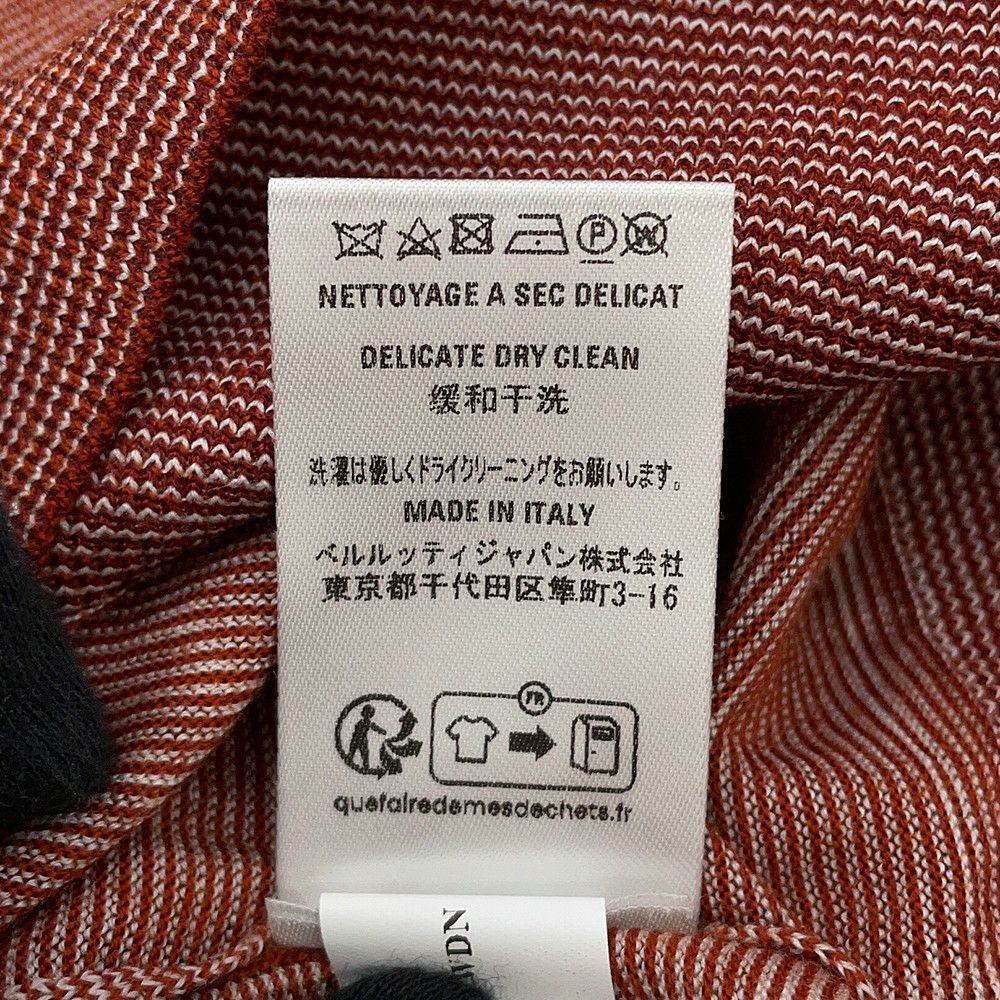 P W
NETTOYAGE A SEC DELICAT
DELICATE DRY CLEAN
缓和干洗
洗濯は優しくドライクリーニングをお願いします。
MADE IN ITALY
ベルルッティジャパン株式会社
東京都千代田区隼町3-16
FR
quefairedemesdechets.fr